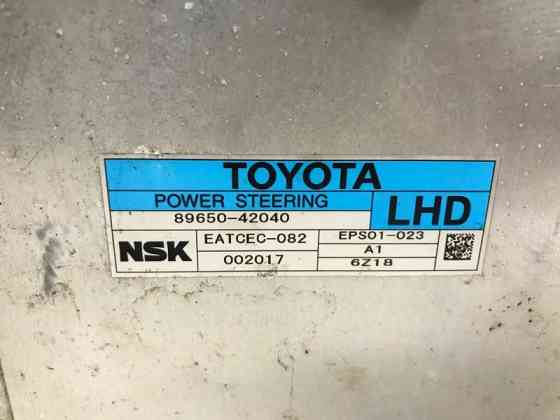 TOYOTA
POWER STEERING
89650-42040
LHD
NSK
EATCEC-082
002017
EPS01-023
A1
6Z18